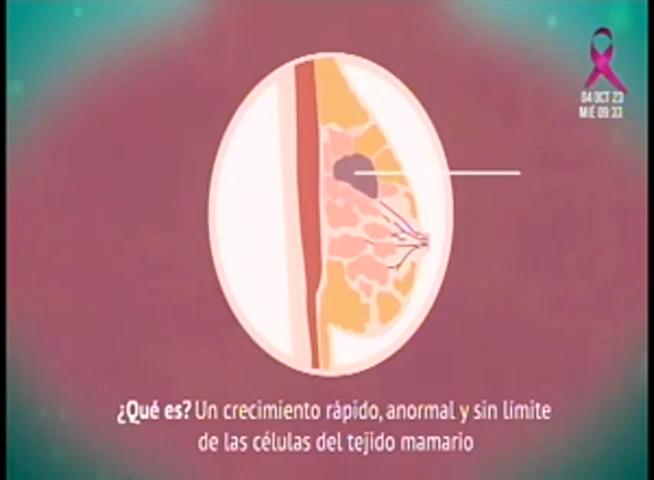 04 OCT 23
MIÉ 09:33
¿Qué es? Un crecimiento rápido, anormal y sin límite
de las células del tejido mamario